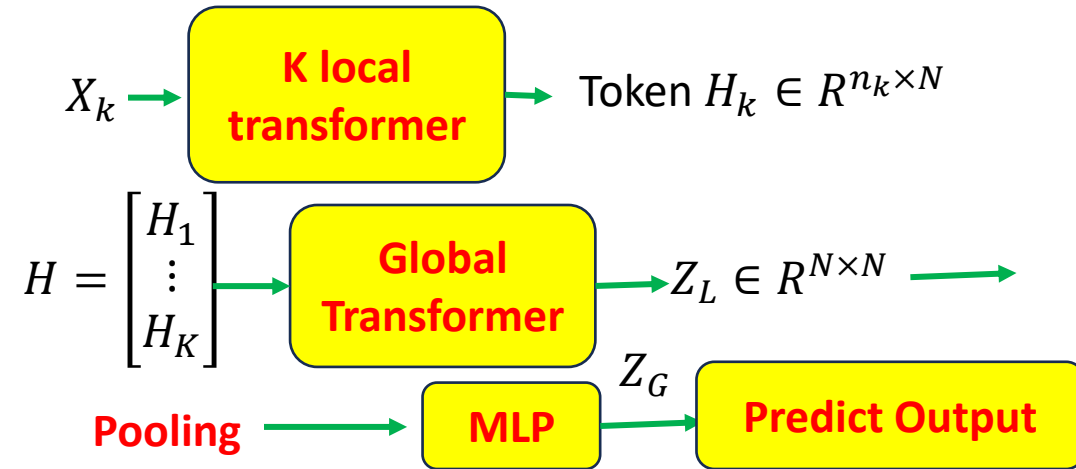 X_k K local transformer Token H_k ∈ R^{n_k×N}
H = [H_1 ⋮ H_K] Global Transformer Z_L ∈ R^{N×N}
Pooling MLP Z_G Predict Output